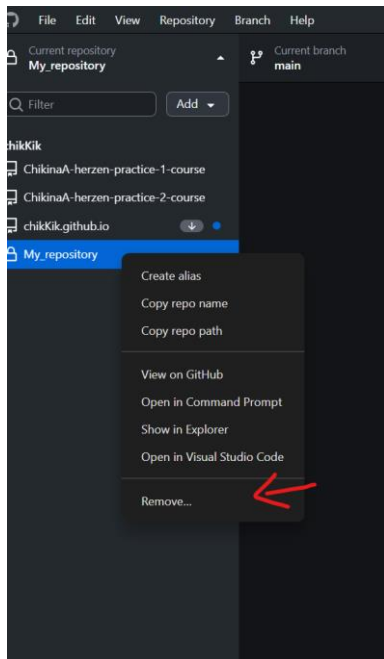 File Edit View Repository Branch Help
Current repository
My_repository
Current branch
main
Filter
Add
chikKik
ChikinaA-herzen-practice-1-course
ChikinaA-herzen-practice-2-course
chikKik.github.io
My_repository
Create alias
Copy repo name
Copy repo path
View on GitHub
Open in Command Prompt
Show in Explorer
Open in Visual Studio Code
Remove...